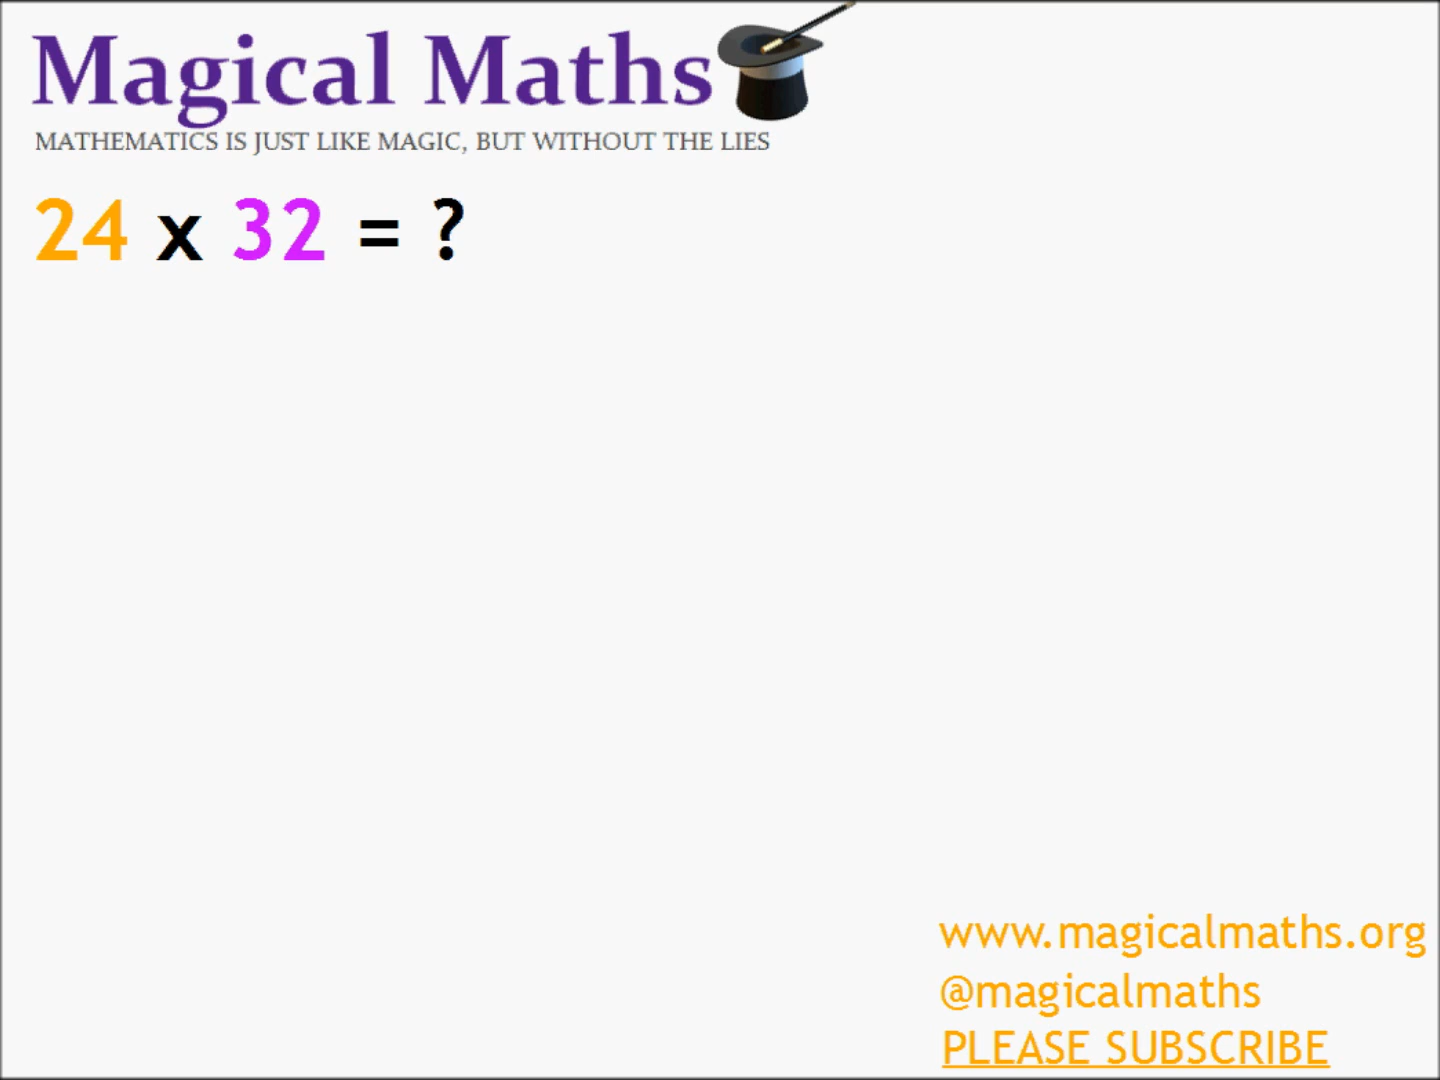 Magical Maths
MATHEMATICS IS JUST LIKE MAGIC, BUT WITHOUT THE LIES
24 x 32 = ?
www.magicalmaths.org
@magicalmaths
PLEASE SUBSCRIBE